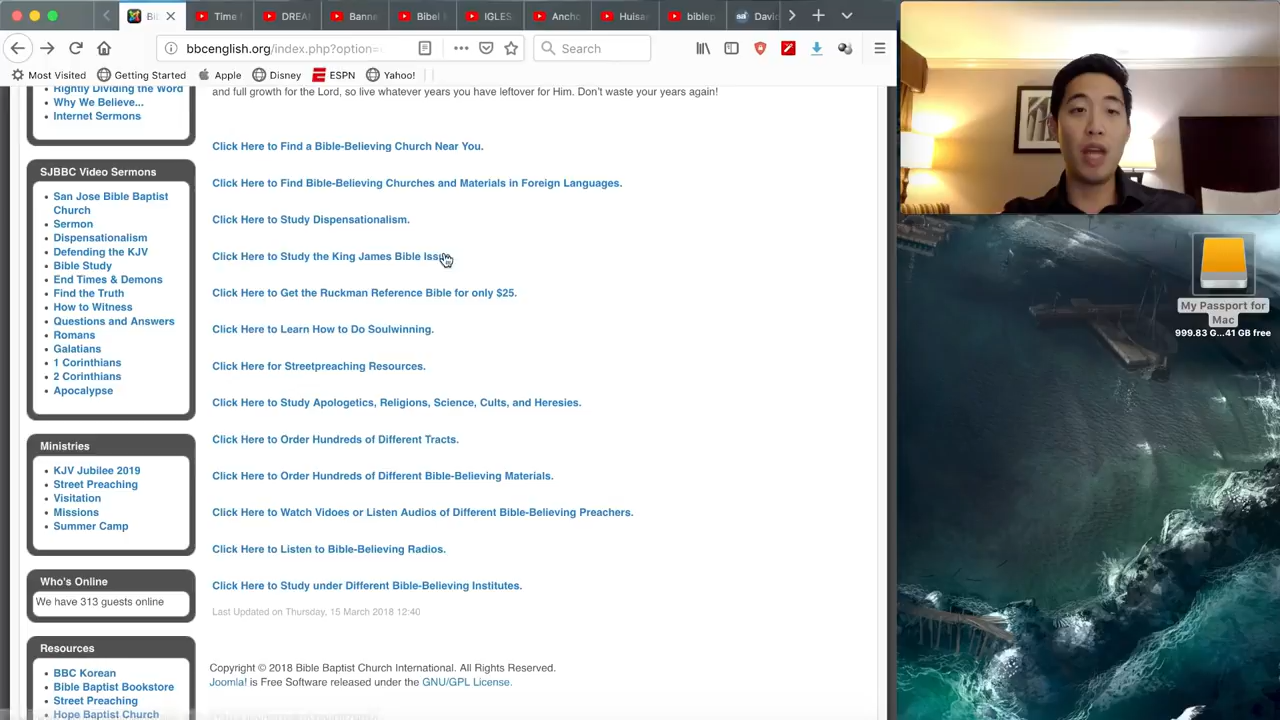 Bi
Time
DREA
Banne
Bibel
IGLES
Ancho
Huisa
biblep
David
bbcenglish.org/index.php?option=
Search
Most Visited
Getting Started
Apple
Disney
ESPN
Yahoo!
Rightly Dividing the Word
Why We Believe...
Internet Sermons
SJBBC Video Sermons
San Jose Bible Baptist
Church
Sermon
Dispensationalism
Defending the KJV
Bible Study
End Times & Demons
Find the Truth
How to Witness
Questions and Answers
Romans
Galatians
1 Corinthians
2 Corinthians
Apocalypse
Ministries
KJV Jubilee 2019
Street Preaching
Visitation
Missions
Summer Camp
Who's Online
We have 313 guests online
Resources
BBC Korean
Bible Baptist Bookstore
Street Preaching
Hope Baptist Church
and full growth for the Lord, so live whatever years you have leftover for Him. Don't waste your years again!
Click Here to Find a Bible-Believing Church Near You.
Click Here to Find Bible-Believing Churches and Materials in Foreign Languages.
Click Here to Study Dispensationalism.
Click Here to Study the King James Bible Issu
Click Here to Get the Ruckman Reference Bible for only $25.
Click Here to Learn How to Do Soulwinning.
Click Here for Streetpreaching Resources.
Click Here to Study Apologetics, Religions, Science, Cults, and Heresies.
Click Here to Order Hundreds of Different Tracts.
Click Here to Order Hundreds of Different Bible-Believing Materials.
Click Here to Watch Vidoes or Listen Audios of Different Bible-Believing Preachers.
Click Here to Listen to Bible-Believing Radios.
Click Here to Study under Different Bible-Believing Institutes.
Last Updated on Thursday, 15 March 2018 12:40
Copyright © 2018 Bible Baptist Church International. All Rights Reserved.
Joomla! is Free Software released under the GNU/GPL License.
My Passport for
Mac
999.83 G...41 GB free